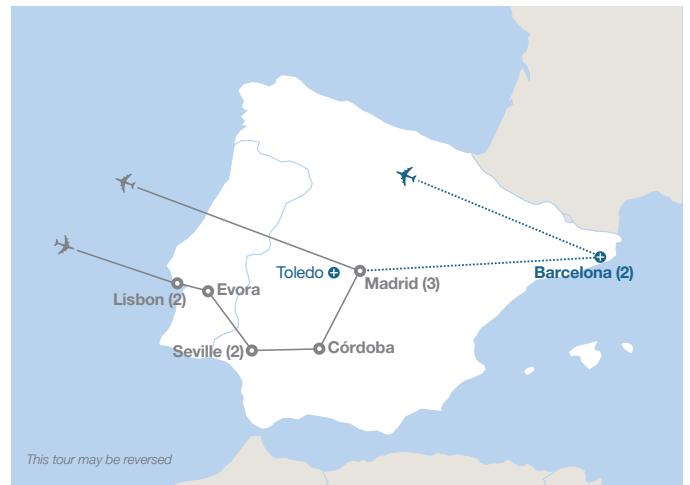 Toledo
Barcelona (2)
Madrid (3)
Evora
Lisbon (2)
Seville (2)
Córdoba
This tour may be reversed